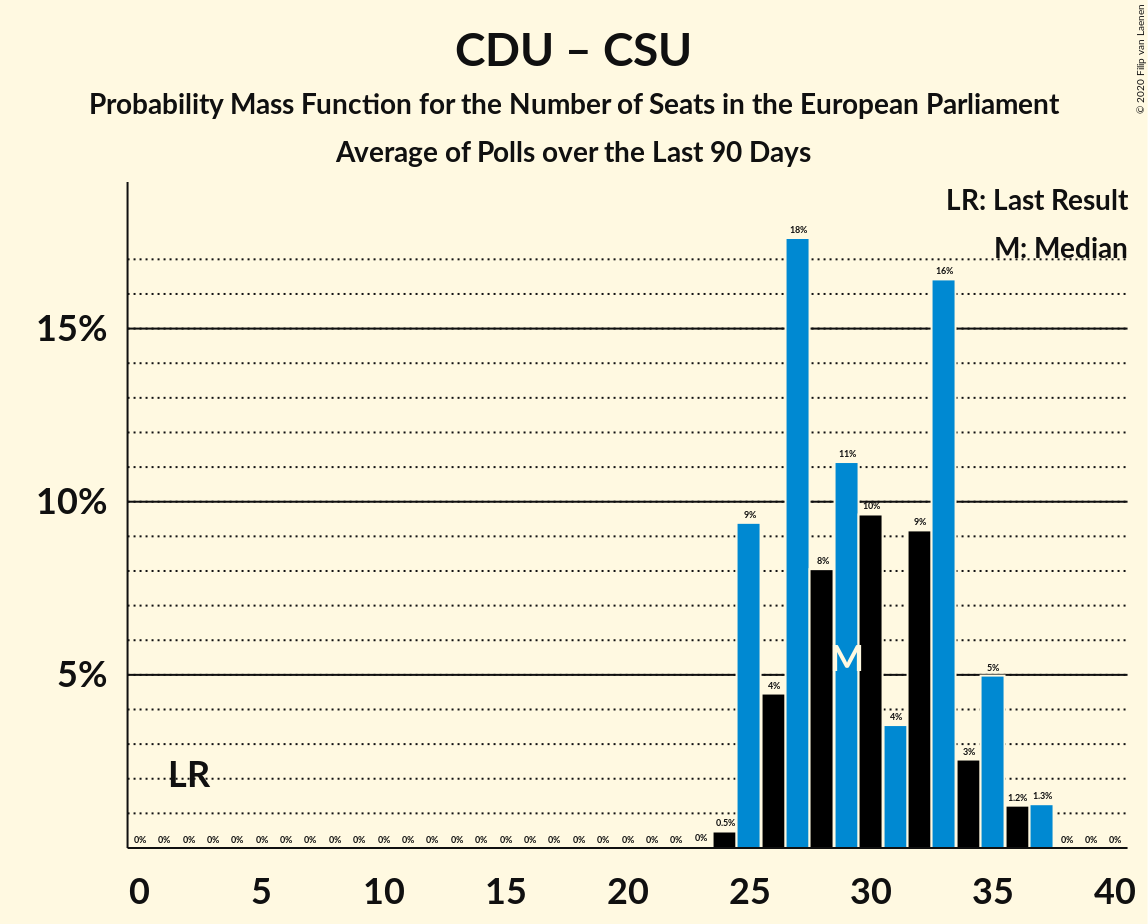 CDU – CSU
Probability Mass Function for the Number of Seats in the European Parliament
Average of Polls over the Last 90 Days
© 2020 Filip van Laenen
LR: Last Result
M: Median
15%
10%
5%
LR
M
0% 0% 0% 0% 0% 0% 0% 0% 0% 0% 0% 0% 0% 0% 0% 0% 0% 0% 0% 0% 0% 0% 0% 0% 0.5% 9% 4% 18% 8% 11% 10% 4% 9% 16% 3% 5% 1.2% 1.3% 0% 0% 0%
0 5 10 15 20 25 30 35 40